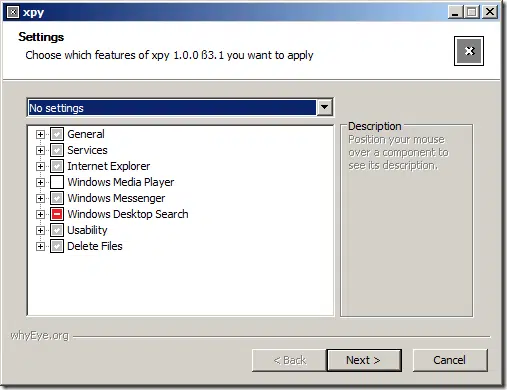 xpy
Settings
Choose which features of xpy 1.0.0 ß3.1 you want to apply
No settings
General
Services
Internet Explorer
Windows Media Player
Windows Messenger
Windows Desktop Search
Usability
Delete Files
Description
Position your mouse
over a component to
see its description.
whyEye.org
< Back
Next >
Cancel